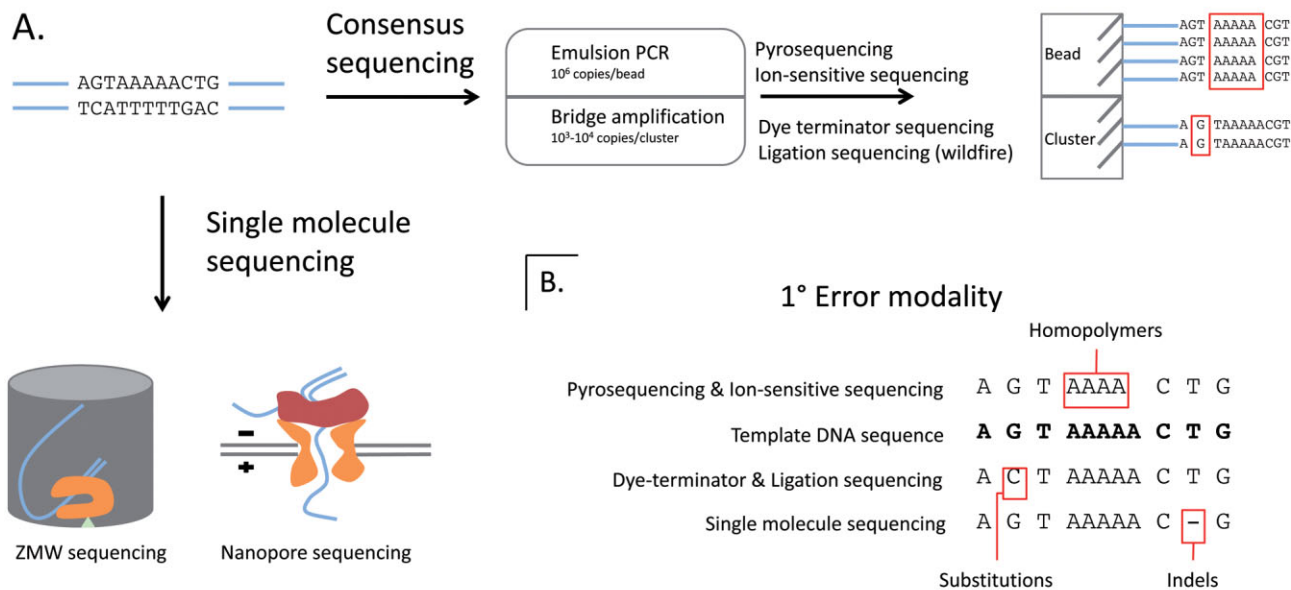 A.
AGTAAAAACTG
TCATTTTTGAC
Consensus
sequencing
Emulsion PCR
10⁶ copies/bead
Bridge amplification
10³-10⁴ copies/cluster
Pyrosequencing
Ion-sensitive sequencing
Dye terminator sequencing
Ligation sequencing (wildfire)
Bead
AGT AAAAA CGT
AGT AAAAA CGT
AGT AAAAA CGT
AGT AAAAA CGT
Cluster
A G TAAAAACGT
A G TAAAAACGT
Single molecule
sequencing
ZMW sequencing
−
+
Nanopore sequencing
B.
1° Error modality
Homopolymers
Pyrosequencing & Ion-sensitive sequencing A G T AAAA C T G
Template DNA sequence A G T AAAAA C T G
Dye-terminator & Ligation sequencing A C T AAAAA C T G
Single molecule sequencing A G T AAAAA C – G
Substitutions
Indels